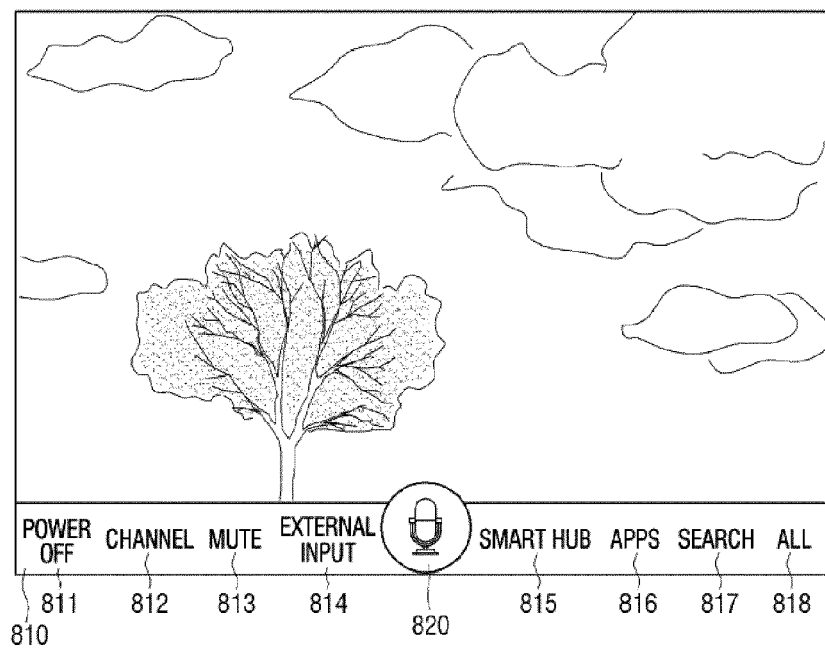 POWER OFF CHANNEL MUTE EXTERNAL INPUT SMART HUB APPS SEARCH ALL
811 812 813 814 815 816 817 818
810 820